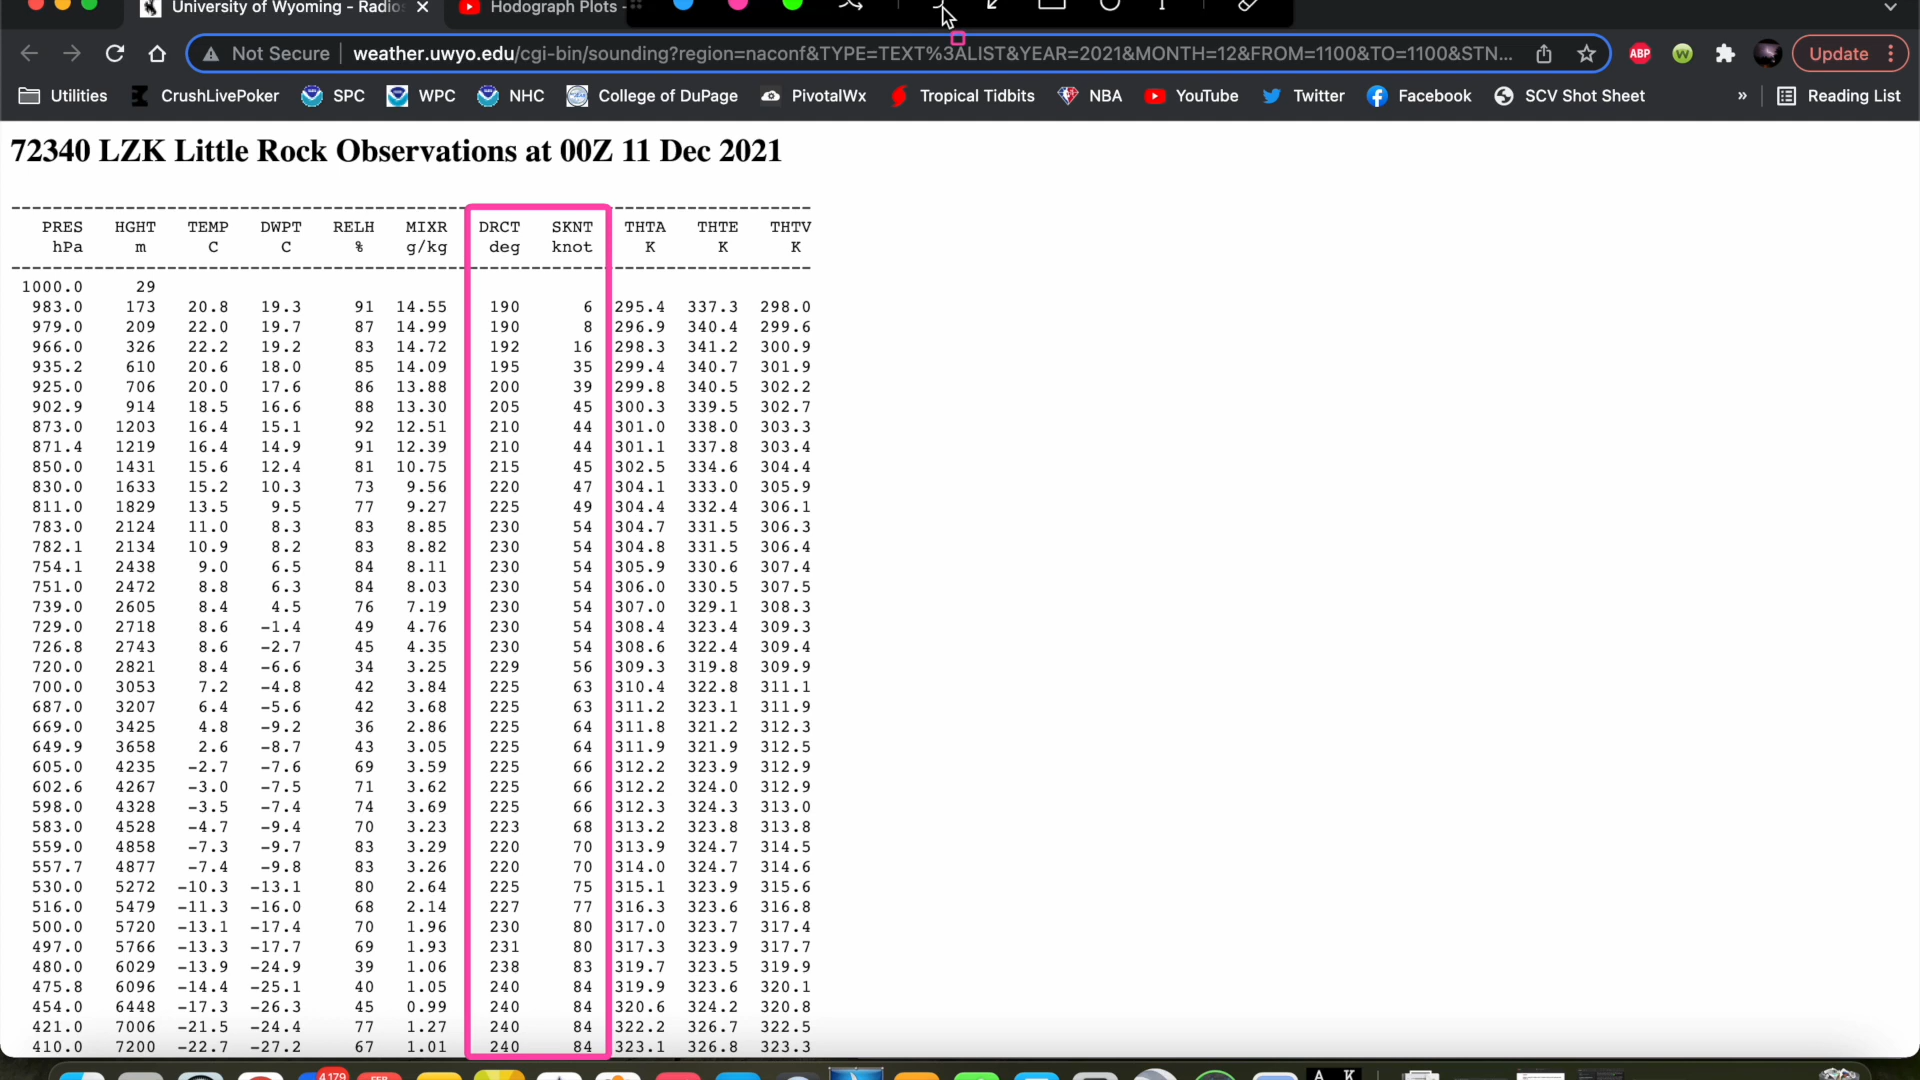 University of Wyoming - Radios
Hodograph Plots -
Not Secure weather.uwyo.edu/cgi-bin/sounding?region=naconf&TYPE=TEXT%3ALIST&YEAR=2021&MONTH=12&FROM=1100&TO=1100&STN... ABP W Update
Utilities CrushLivePoker SPC WPC NHC College of DuPage PivotalWx Tropical Tidbits NBA YouTube Twitter Facebook SCV Shot Sheet » Reading List
72340 LZK Little Rock Observations at 00Z 11 Dec 2021
PRES HGHT TEMP DWPT RELH MIXR DRCT SKNT THTA THTE THTV
hPa m C C % g/kg deg knot K K K
1000.0 29
983.0 173 20.8 19.3 91 14.55 190 6 295.4 337.3 298.0
979.0 209 22.0 19.7 87 14.99 190 8 296.9 340.4 299.6
966.0 326 22.2 19.2 83 14.72 192 16 298.3 341.2 300.9
935.2 610 20.6 18.0 85 14.09 195 35 299.4 340.7 301.9
925.0 706 20.0 17.6 86 13.88 200 39 299.8 340.5 302.2
902.9 914 18.5 16.6 88 13.30 205 45 300.3 339.5 302.7
873.0 1203 16.4 15.1 92 12.51 210 44 301.0 338.0 303.3
871.4 1219 16.4 14.9 91 12.39 210 44 301.1 337.8 303.4
850.0 1431 15.6 12.4 81 10.75 215 45 302.5 334.6 304.4
830.0 1633 15.2 10.3 73 9.56 220 47 304.1 333.0 305.9
811.0 1829 13.5 9.5 77 9.27 225 49 304.4 332.4 306.1
783.0 2124 11.0 8.3 83 8.85 230 54 304.7 331.5 306.3
782.1 2134 10.9 8.2 83 8.82 230 54 304.8 331.5 306.4
754.1 2438 9.0 6.5 84 8.11 230 54 305.9 330.6 307.4
751.0 2472 8.8 6.3 84 8.03 230 54 306.0 330.5 307.5
739.0 2605 8.4 4.5 76 7.19 230 54 307.0 329.1 308.3
729.0 2718 8.6 -1.4 49 4.76 230 54 308.4 323.4 309.3
726.8 2743 8.6 -2.7 45 4.35 230 54 308.6 322.4 309.4
720.0 2821 8.4 -6.6 34 3.25 229 56 309.3 319.8 309.9
700.0 3053 7.2 -4.8 42 3.84 225 63 310.4 322.8 311.1
687.0 3207 6.4 -5.6 42 3.68 225 63 311.2 323.1 311.9
669.0 3425 4.8 -9.2 36 2.86 225 64 311.8 321.2 312.3
649.9 3658 2.6 -8.7 43 3.05 225 64 311.9 321.9 312.5
605.0 4235 -2.7 -7.6 69 3.59 225 66 312.2 323.9 312.9
602.6 4267 -3.0 -7.5 71 3.62 225 66 312.2 324.0 312.9
598.0 4328 -3.5 -7.4 74 3.69 225 66 312.3 324.3 313.0
583.0 4528 -4.7 -9.4 70 3.23 223 68 313.2 323.8 313.8
559.0 4858 -7.3 -9.7 83 3.29 220 70 313.9 324.7 314.5
557.7 4877 -7.4 -9.8 83 3.26 220 70 314.0 324.7 314.6
530.0 5272 -10.3 -13.1 80 2.64 225 75 315.1 323.9 315.6
516.0 5479 -11.3 -16.0 68 2.14 227 77 316.3 323.6 316.8
500.0 5720 -13.1 -17.4 70 1.96 230 80 317.0 323.7 317.4
497.0 5766 -13.3 -17.7 69 1.93 231 80 317.3 323.9 317.7
480.0 6029 -13.9 -24.9 39 1.06 238 83 319.7 323.5 319.9
475.8 6096 -14.4 -25.1 40 1.05 240 84 319.9 323.6 320.1
454.0 6448 -17.3 -26.3 45 0.99 240 84 320.6 324.2 320.8
421.0 7006 -21.5 -24.4 77 1.27 240 84 322.2 326.7 322.5
410.0 7200 -22.7 -27.2 67 1.01 240 84 323.1 326.8 323.3
4,179 FEB